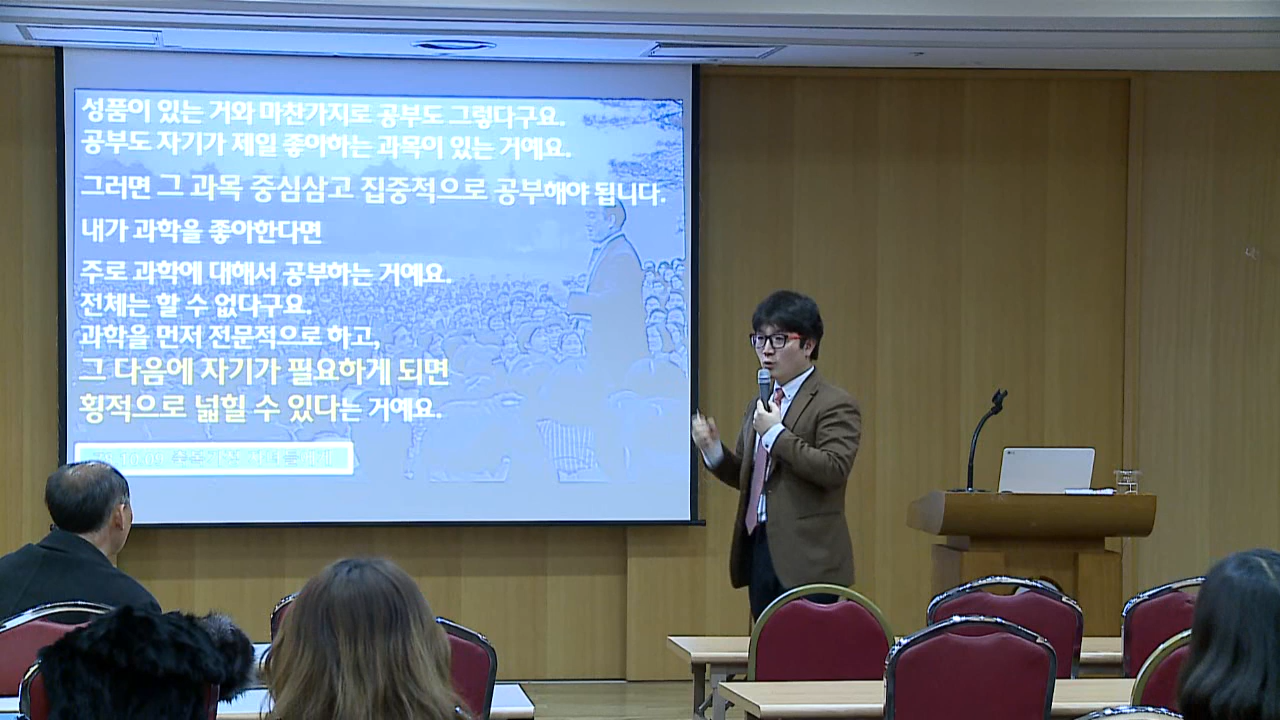 성품이 있는 거와 마찬가지로 공부도 그렇다구요.
공부도 자기가 제일 좋아하는 과목이 있는 거예요.
그러면 그 과목 중심삼고 집중적으로 공부해야 됩니다.
내가 과학을 좋아한다면
주로 과학에 대해서 공부하는 거예요.
전체는 할 수 없다구요.
과학을 먼저 전문적으로 하고,
그 다음에 자기가 필요하게 되면
횡적으로 넓힐 수 있다는 거예요.